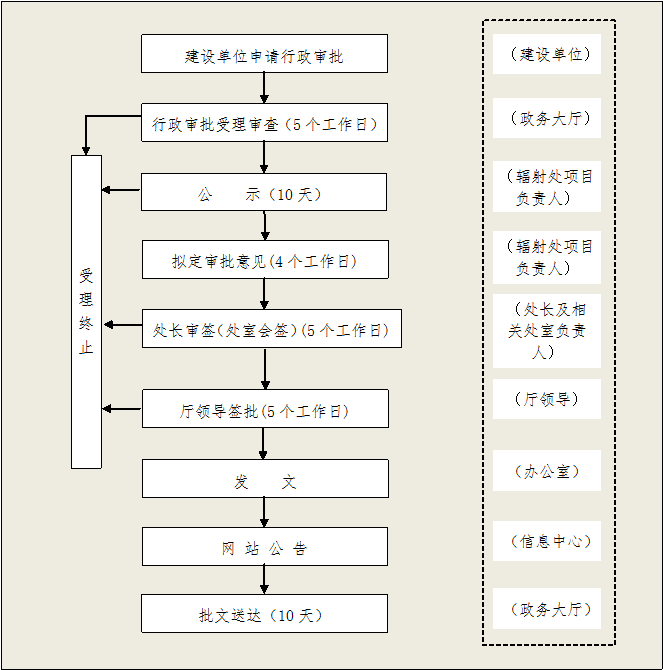 建设单位申请行政审批
（建设单位）
行政审批受理审查（5个工作日）
（政务大厅）
公　　示（10天）
（辐射处项目
负责人）
拟定审批意见(4个工作日)
（辐射处项目
负责人）
受理终止
处长审签(处室会签)(5个工作日)
（处长及相
关处室负责
人）
厅领导签批(5个工作日)
（厅领导）
发　　文
（办公室）
网 站 公 告
（信息中心）
批文送达（10天）
（政务大厅）